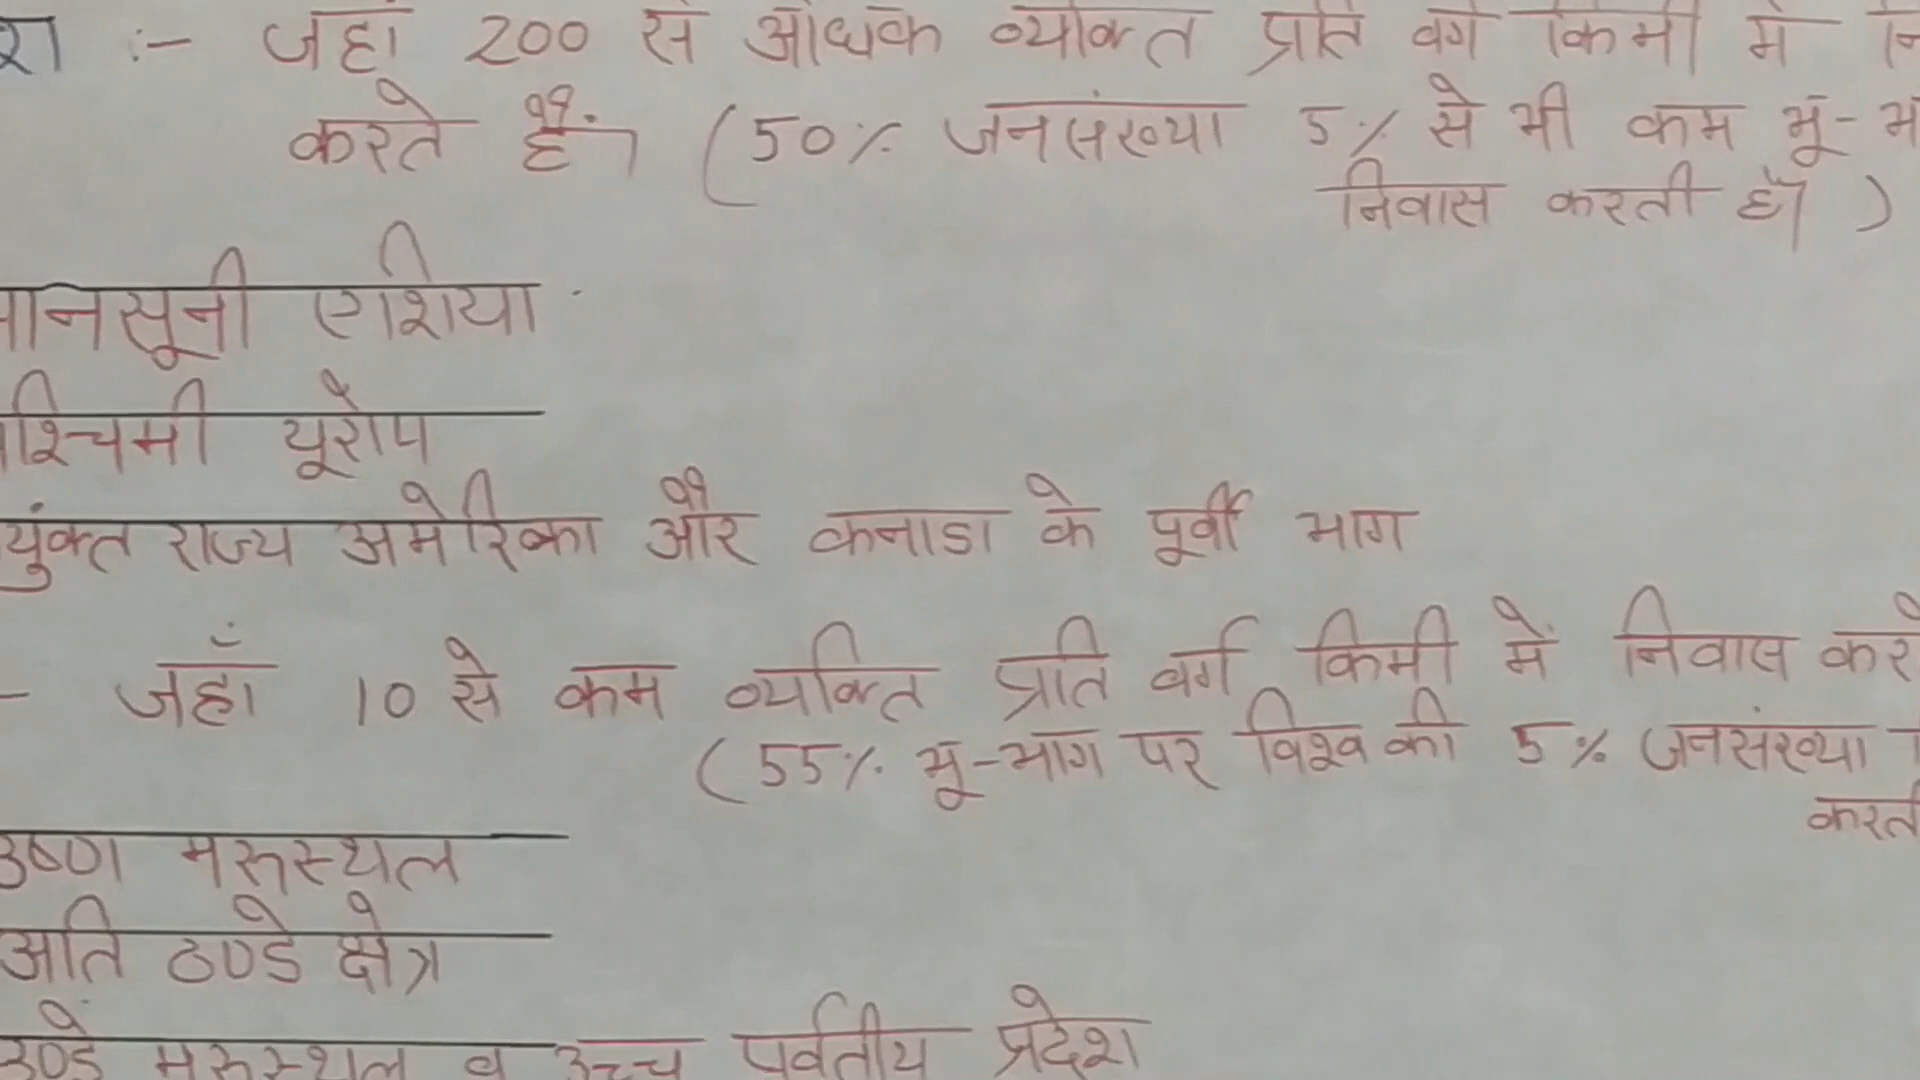 :- जहाँ 200 से अधिक व्यक्ति प्रति वर्ग किमी में
करते हैं। (50% जनसंख्या 5% से भी कम भू-
निवास करती है)
मानसूनी एशिया
पश्चिमी यूरोप
संयुक्त राज्य अमेरिका और कनाडा के पूर्वी भाग
- जहाँ 10 से कम व्यक्ति प्रति वर्ग किमी में निवास करते
(55% भू-भाग पर विश्व की 5% जनसंख्या
करती
उष्ण मरुस्थल
अति ठण्डे क्षेत्र
ठण्डे मरुस्थल व उच्च पर्वतीय प्रदेश